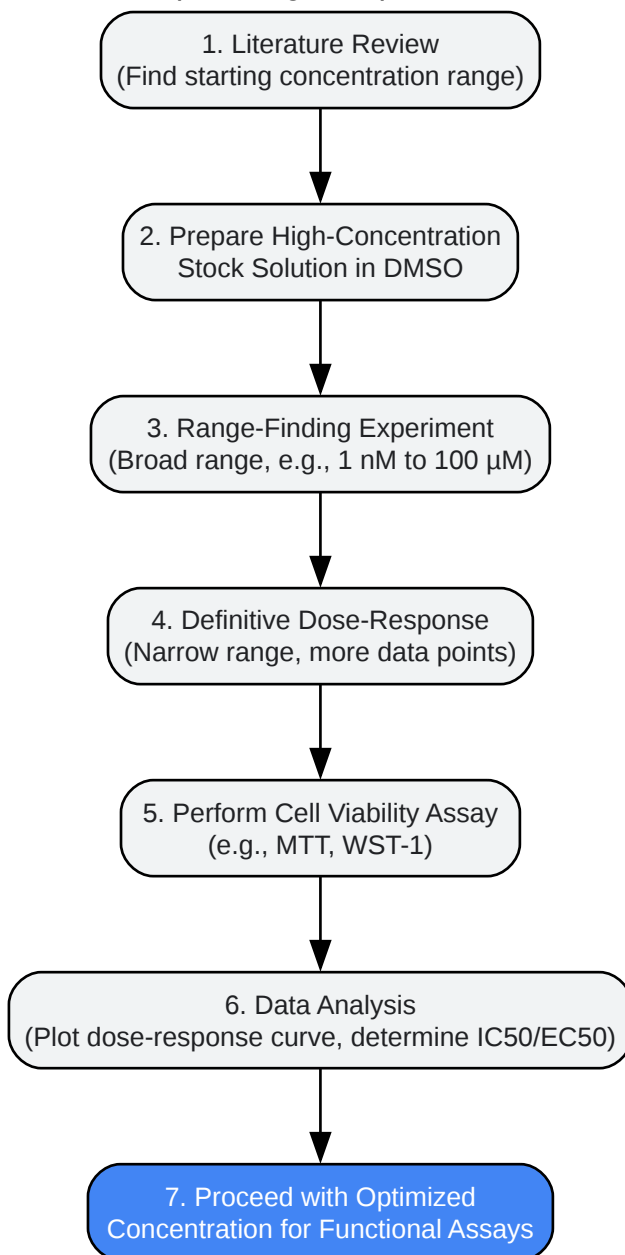 1. Literature Review
(Find starting concentration range)
2. Prepare High-Concentration
Stock Solution in DMSO
3. Range-Finding Experiment
(Broad range, e.g., 1 nM to 100 µM)
4. Definitive Dose-Response
(Narrow range, more data points)
5. Perform Cell Viability Assay
(e.g., MTT, WST-1)
6. Data Analysis
(Plot dose-response curve, determine IC50/EC50)
7. Proceed with Optimized
Concentration for Functional Assays